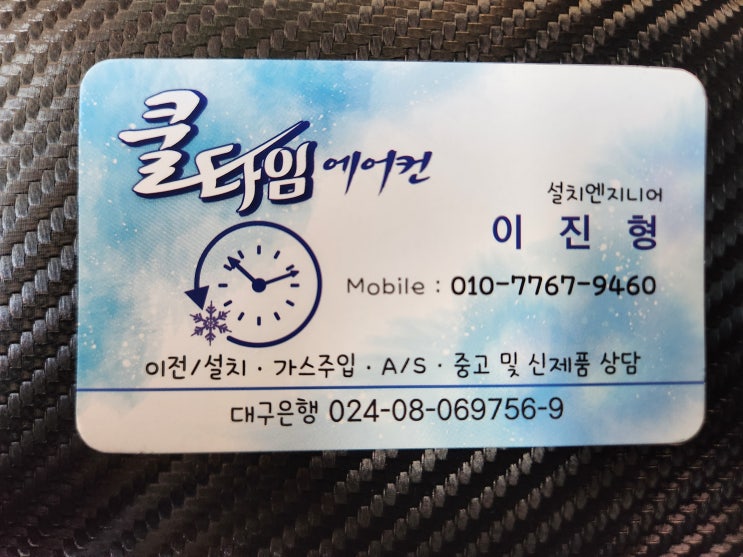 쿨타임 에어컨
설치엔지니어
이 진 형
Mobile : 010-7767-9460
이전/설치 · 가스주입 · A/S · 중고 및 신제품 상담
대구은행 024-08-069756-9